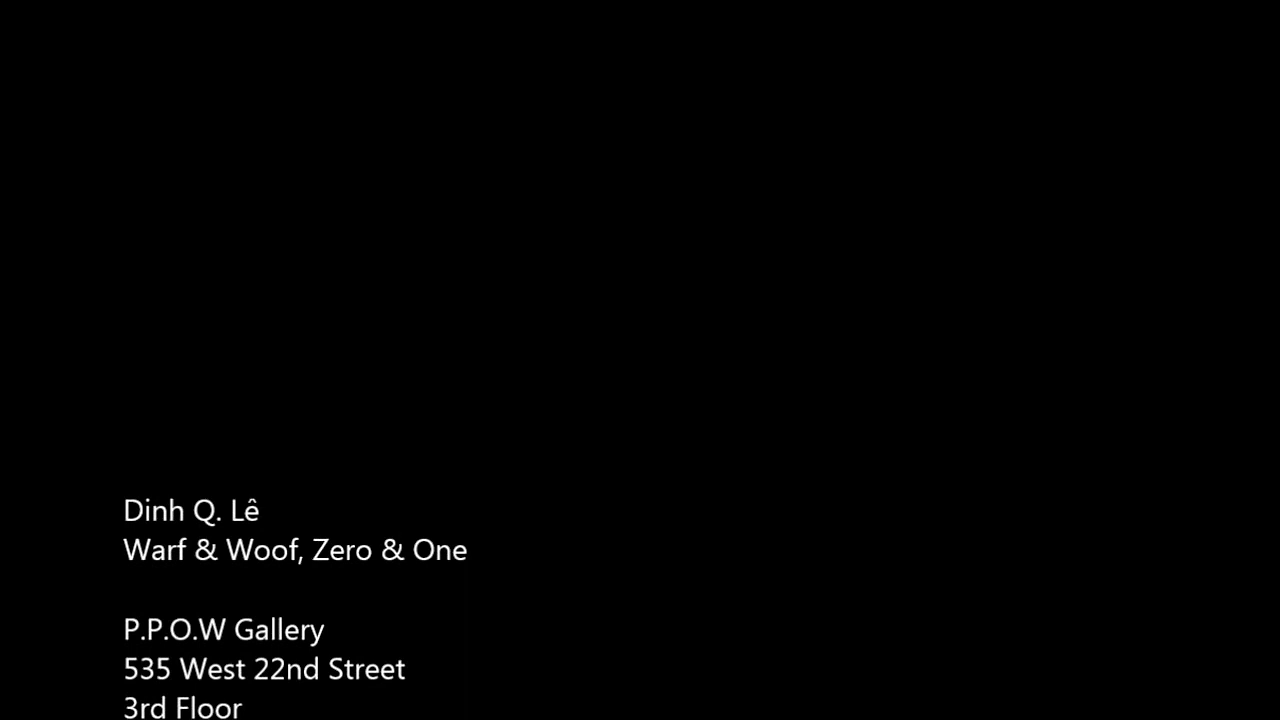 Dinh Q. Lê
Warf & Woof, Zero & One
P.P.O.W Gallery
535 West 22nd Street
3rd Floor